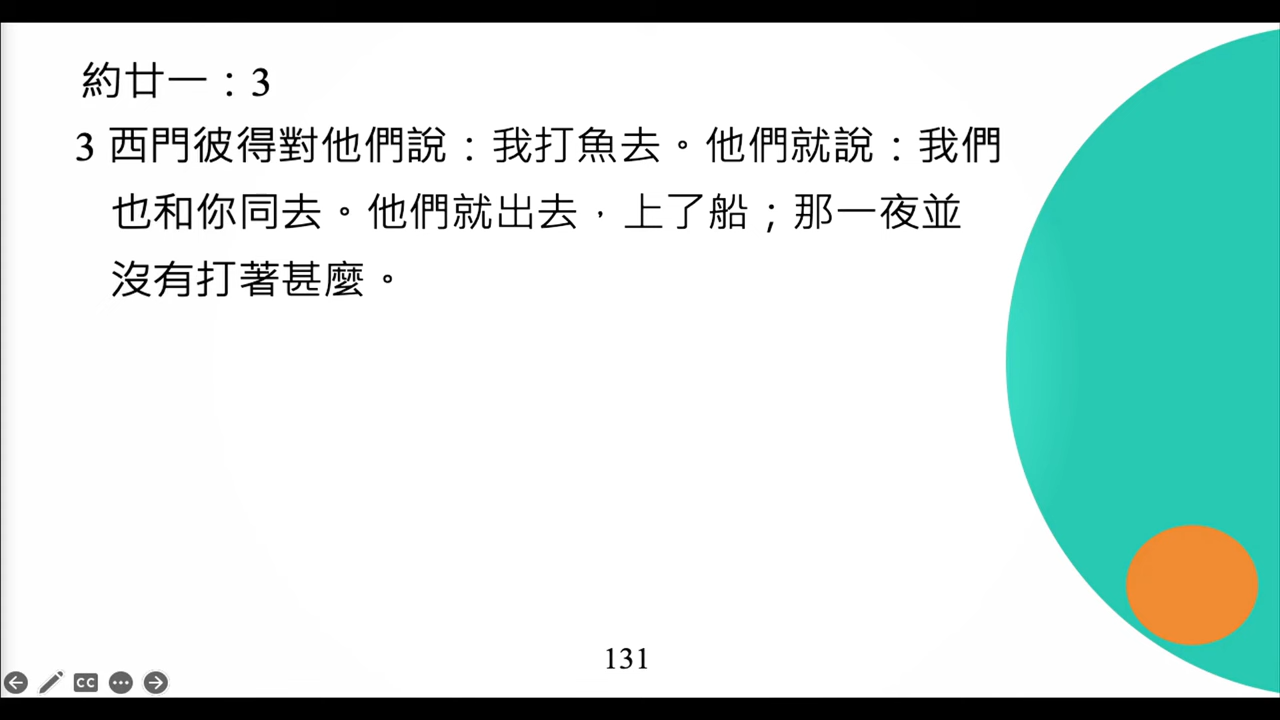 約廿一：3
3 西門彼得對他們說：我打魚去。他們就說：我們
也和你同去。他們就出去，上了船；那一夜並
沒有打著甚麼。
131
CC